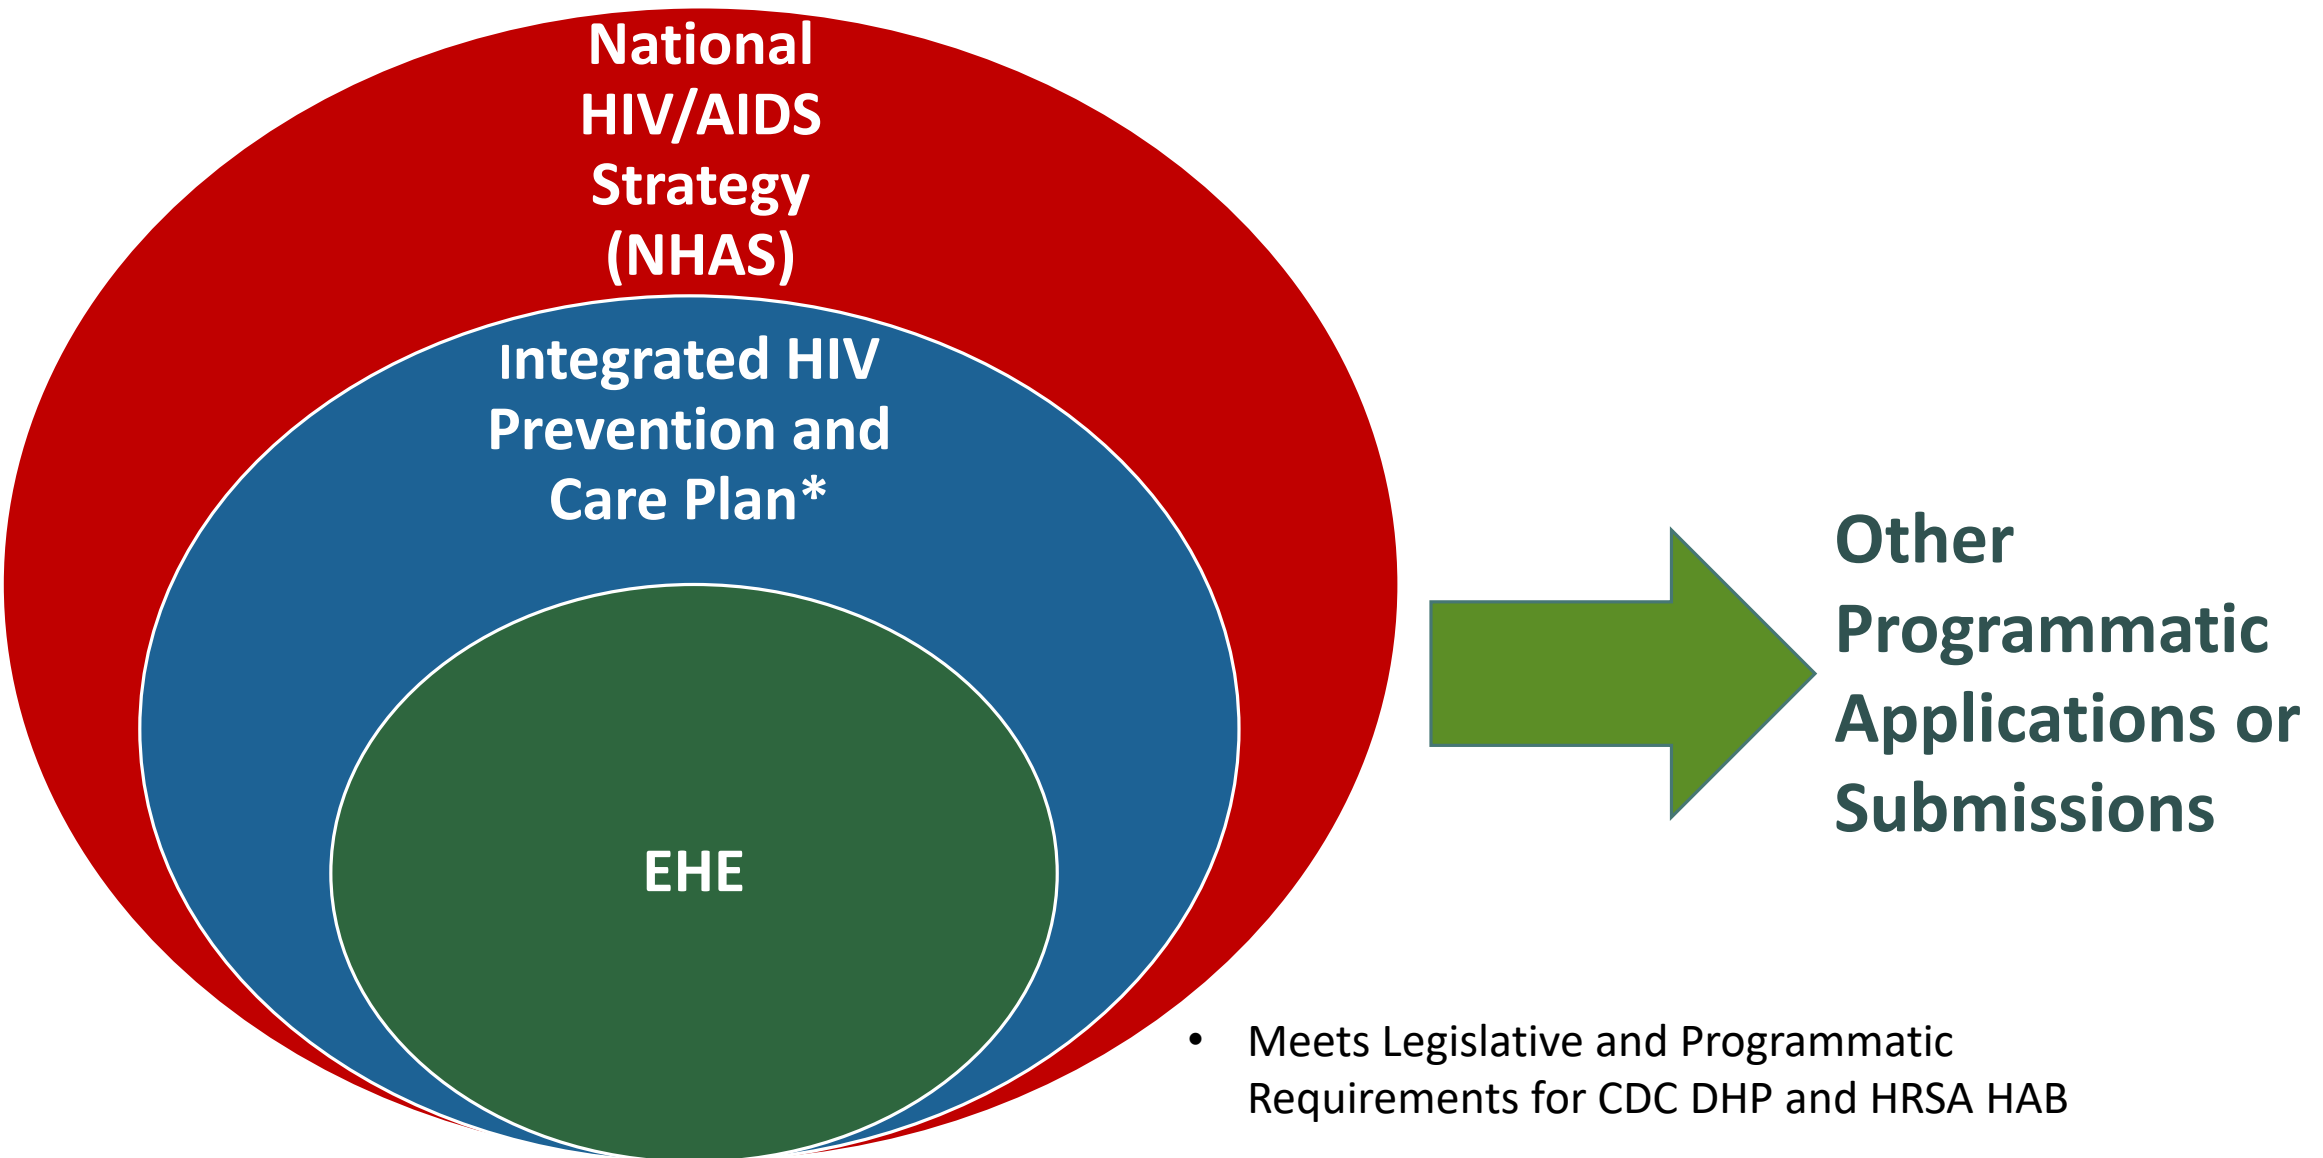 National
HIV/AIDS
Strategy
(NHAS)
Integrated HIV
Prevention and
Care Plan*
EHE
Other
Programmatic
Applications or
Submissions
• Meets Legislative and Programmatic
Requirements for CDC DHP and HRSA HAB